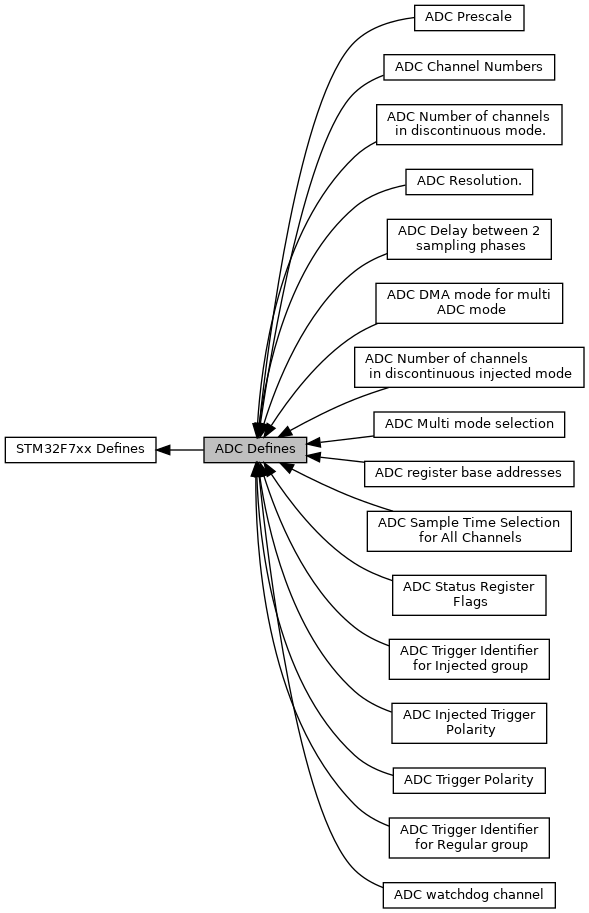 ADC Prescale
ADC Channel Numbers
ADC Number of channels
in discontinuous mode.
ADC Resolution.
ADC Delay between 2
sampling phases
ADC DMA mode for multi
ADC mode
ADC Number of channels
in discontinuous injected mode
ADC Multi mode selection
STM32F7xx Defines
ADC Defines
ADC register base addresses
ADC Sample Time Selection
for All Channels
ADC Status Register
Flags
ADC Trigger Identifier
for Injected group
ADC Injected Trigger
Polarity
ADC Trigger Polarity
ADC Trigger Identifier
for Regular group
ADC watchdog channel